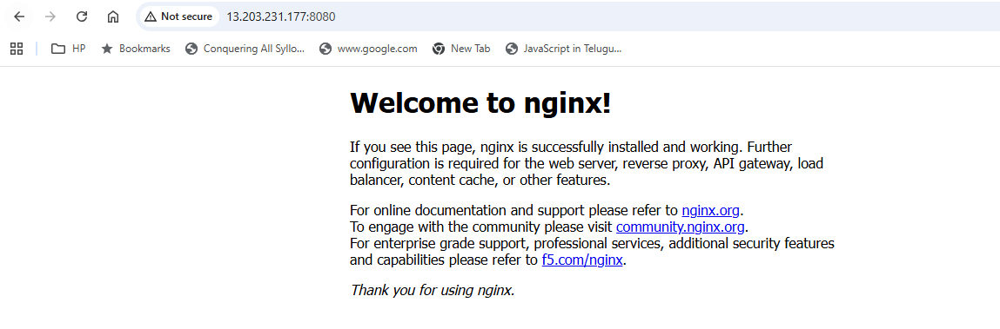 Not secure 13.203.231.177:8080
HP Bookmarks Conquering All Syllo... www.google.com New Tab JavaScript in Telugu...
Welcome to nginx!
If you see this page, nginx is successfully installed and working. Further
configuration is required for the web server, reverse proxy, API gateway, load
balancer, content cache, or other features.
For online documentation and support please refer to nginx.org.
To engage with the community please visit community.nginx.org.
For enterprise grade support, professional services, additional security features
and capabilities please refer to f5.com/nginx.
Thank you for using nginx.